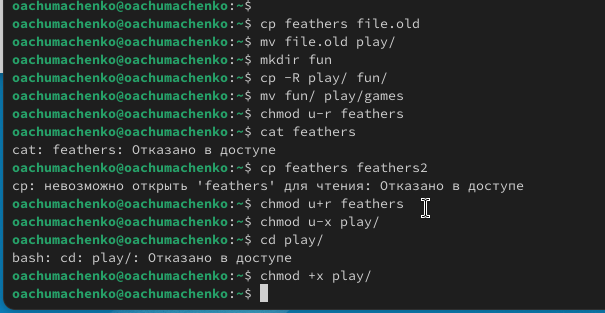 oachumachenko@oachumachenko:~$
oachumachenko@oachumachenko:~$ cp feathers file.old
oachumachenko@oachumachenko:~$ mv file.old play/
oachumachenko@oachumachenko:~$ mkdir fun
oachumachenko@oachumachenko:~$ cp -R play/ fun/
oachumachenko@oachumachenko:~$ mv fun/ play/games
oachumachenko@oachumachenko:~$ chmod u-r feathers
oachumachenko@oachumachenko:~$ cat feathers
cat: feathers: Отказано в доступе
oachumachenko@oachumachenko:~$ cp feathers feathers2
cp: невозможно открыть 'feathers' для чтения: Отказано в доступе
oachumachenko@oachumachenko:~$ chmod u+r feathers
oachumachenko@oachumachenko:~$ chmod u-x play/
oachumachenko@oachumachenko:~$ cd play/
bash: cd: play/: Отказано в доступе
oachumachenko@oachumachenko:~$ chmod +x play/
oachumachenko@oachumachenko:~$